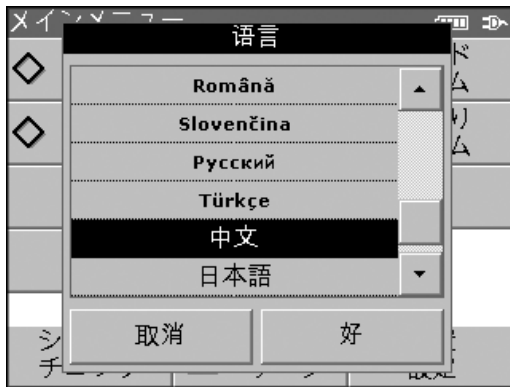 メインメニュー
语言
Română
Slovenčina
Русский
Türkçe
中文
日本語
取消
好